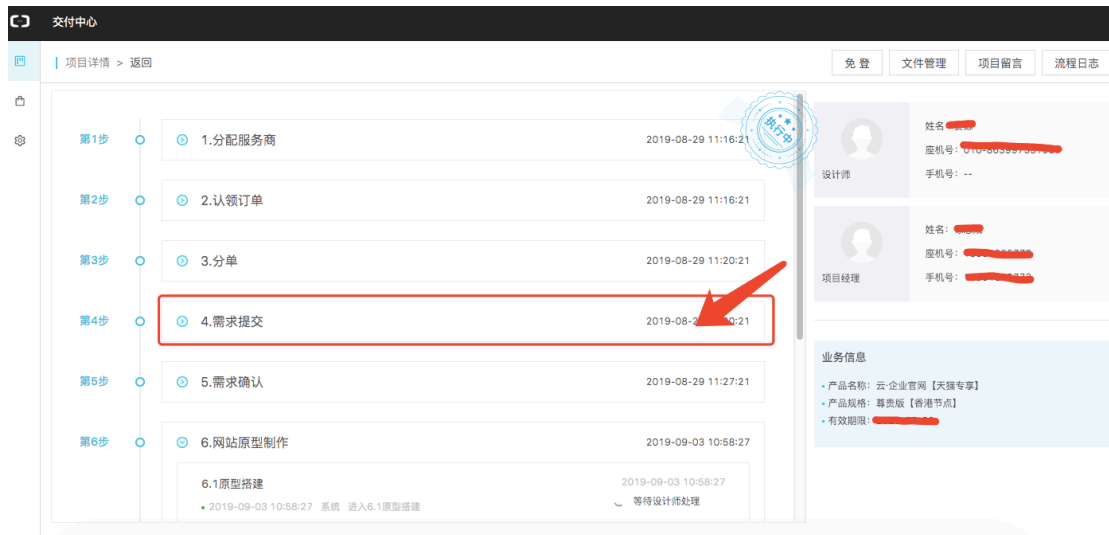 交付中心
项目详情 > 返回
免 登 文件管理 项目留言 流程日志
执行中
第1步 1.分配服务商 2019-08-29 11:16:21
第2步 2.认领订单 2019-08-29 11:16:21
第3步 3.分单 2019-08-29 11:20:21
第4步 4.需求提交 2019-08-2 0:21
第5步 5.需求确认 2019-08-29 11:27:21
第6步 6.网站原型制作 2019-09-03 10:58:27
6.1原型搭建 2019-09-03 10:58:27
2019-09-03 10:58:27 系统 进入6.1原型搭建 等待设计师处理
设计师
姓名
座机号:
手机号: --
项目经理
姓名:
座机号:
手机号:
业务信息
产品名称: 云·企业官网【天猫专享】
产品规格: 尊贵版【香港节点】
有效期限: